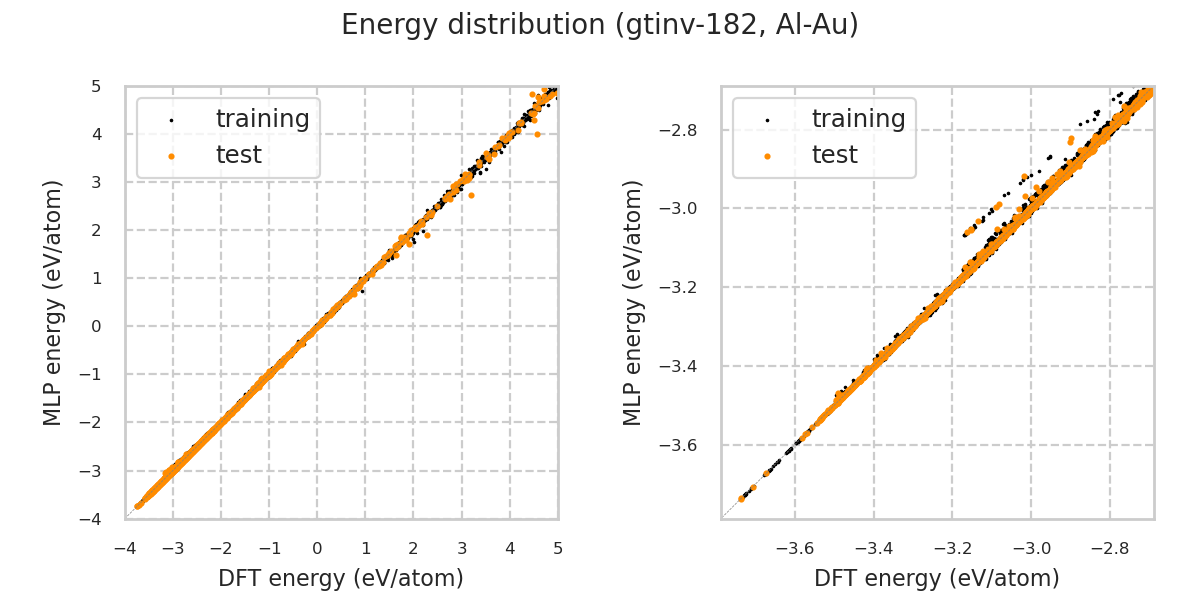 Energy distribution (gtinv-182, Al-Au)
5
4
3
2
1
0
−1
−2
−3
−4
MLP energy (eV/atom)
training
test
−4 −3 −2 −1 0 1 2 3 4 5
DFT energy (eV/atom)
−2.8
−3.0
−3.2
−3.4
−3.6
MLP energy (eV/atom)
training
test
−3.6 −3.4 −3.2 −3.0 −2.8
DFT energy (eV/atom)